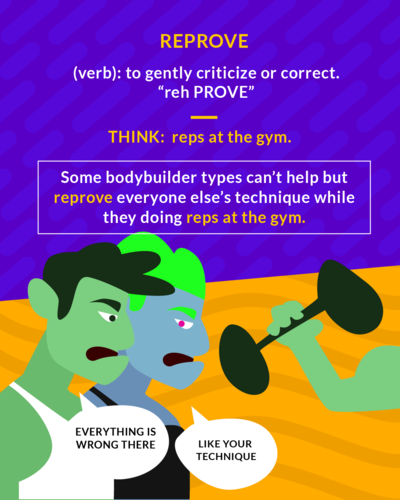 REPROVE
(verb): to gently criticize or correct.
“reh PROVE”
THINK: reps at the gym.
Some bodybuilder types can’t help but
reprove everyone else’s technique while
they doing reps at the gym.
EVERYTHING IS
WRONG THERE
LIKE YOUR
TECHNIQUE